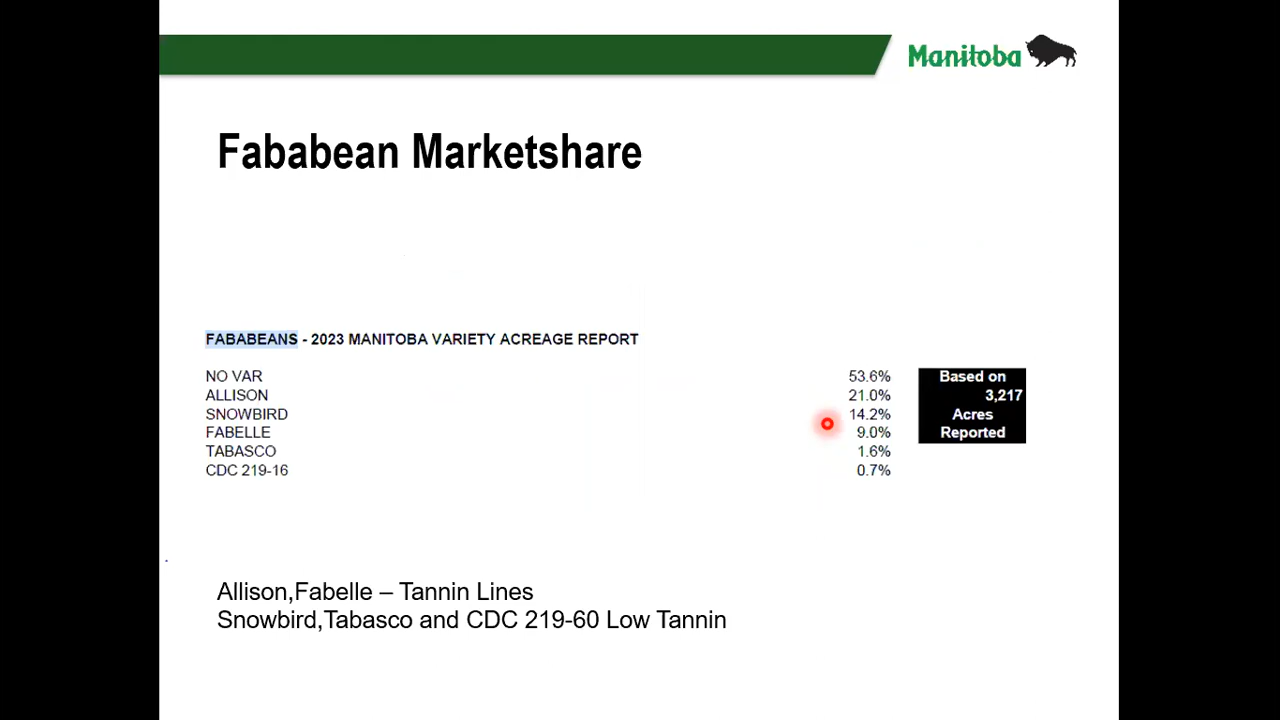 Manitoba
Fababean Marketshare
FABABEANS - 2023 MANITOBA VARIETY ACREAGE REPORT
NO VAR 53.6%
ALLISON 21.0%
SNOWBIRD 14.2%
FABELLE 9.0%
TABASCO 1.6%
CDC 219-16 0.7%
Based on
3,217
Acres
Reported
Allison,Fabelle – Tannin Lines
Snowbird,Tabasco and CDC 219-60 Low Tannin